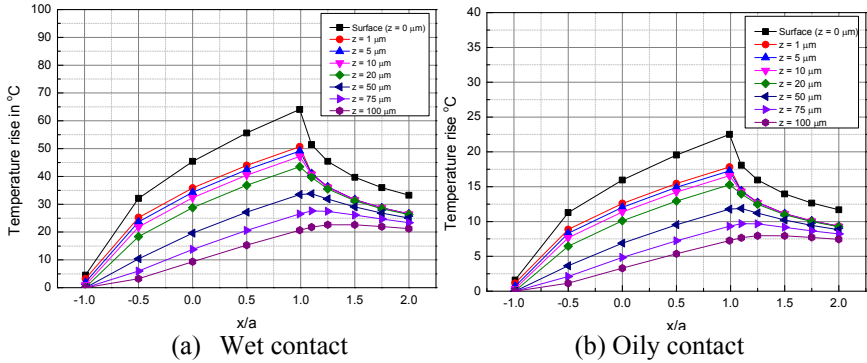 100
90
80
70
60
50
40
30
20
10
0
Temperature rise in °C
Surface (z = 0 μm)
z = 1 μm
z = 5 μm
z = 10 μm
z = 20 μm
z = 50 μm
z = 75 μm
z = 100 μm
-1.0 -0.5 0.0 0.5 1.0 1.5 2.0
x/a
(a) Wet contact
40
35
30
25
20
15
10
5
0
Temperature rise °C
Surface (z = 0 μm)
z = 1 μm
z = 5 μm
z = 10 μm
z = 20 μm
z = 50 μm
z = 75 μm
z = 100 μm
-1.0 -0.5 0.0 0.5 1.0 1.5 2.0
x/a
(b) Oily contact